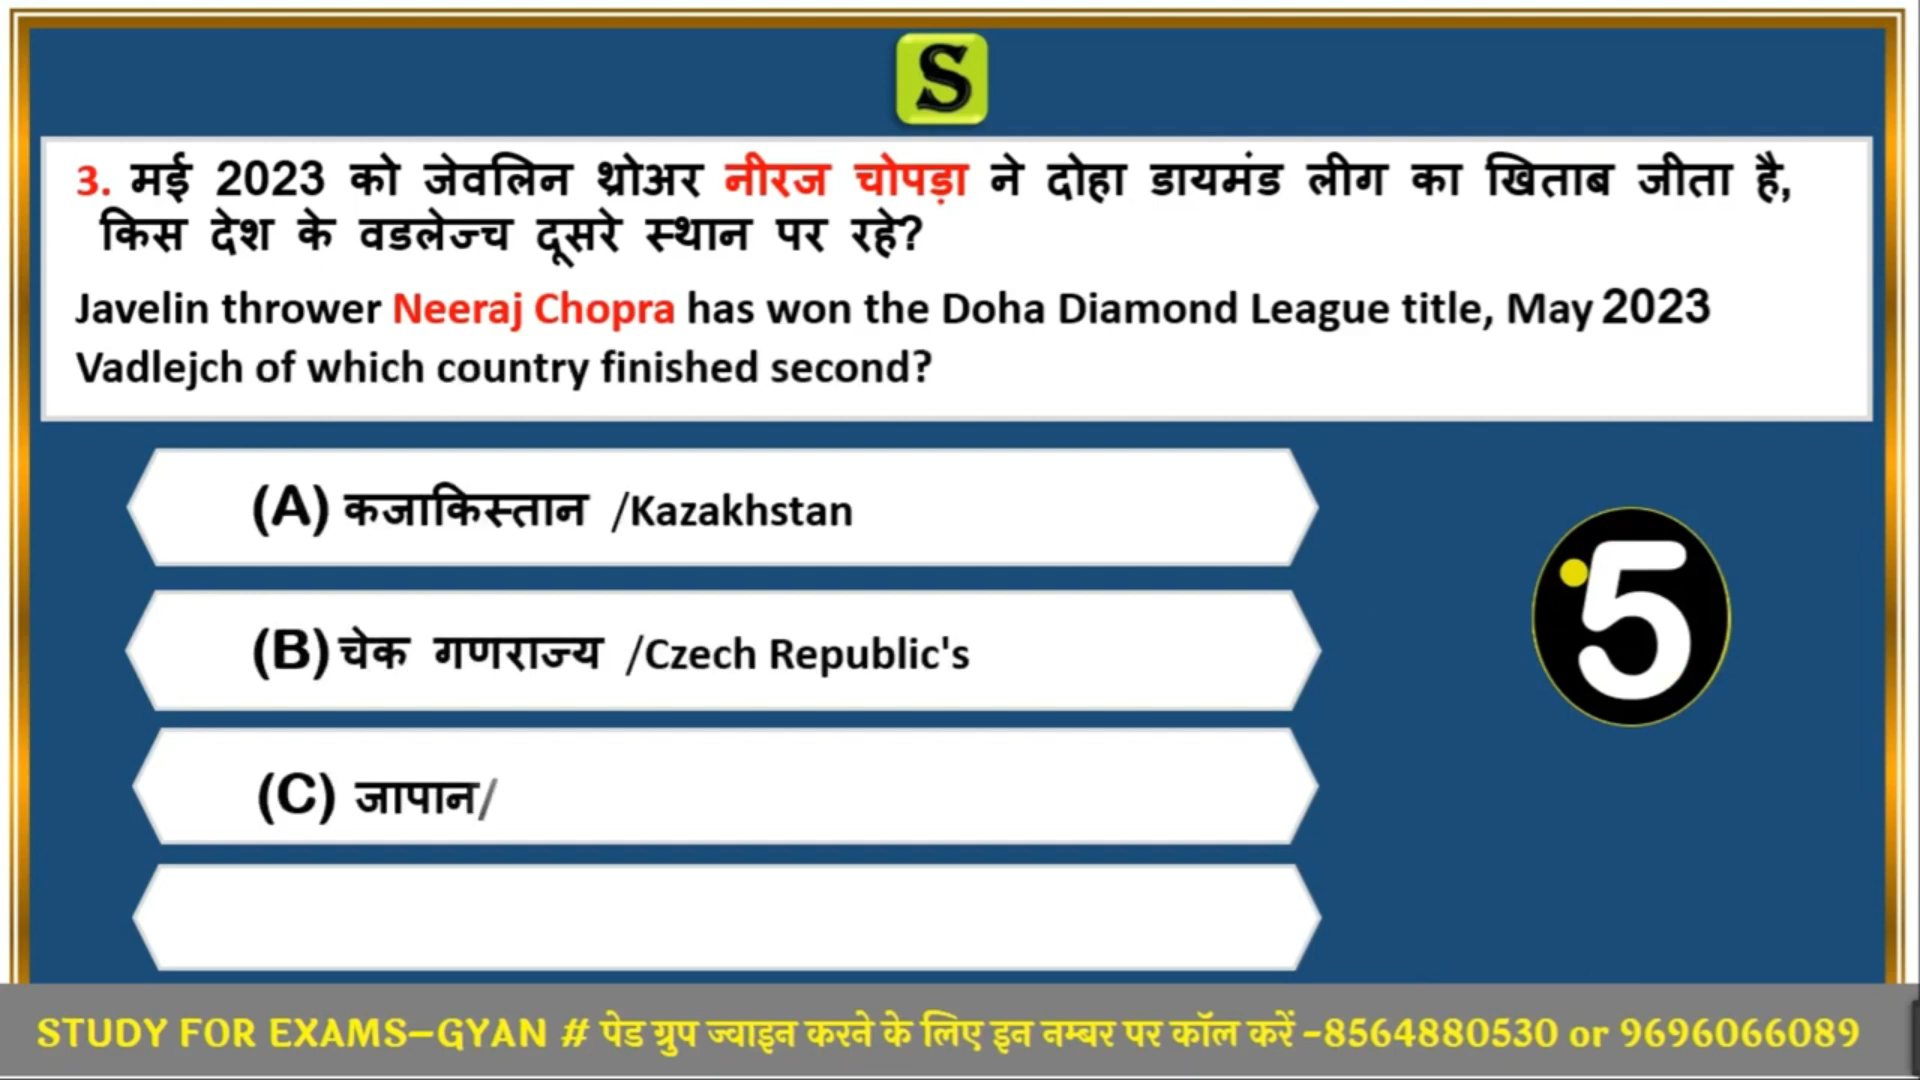 S
3. मई 2023 को जेवलिन थ्रोअर नीरज चोपड़ा ने दोहा डायमंड लीग का खिताब जीता है,
किस देश के वडलेज्च दूसरे स्थान पर रहे?
Javelin thrower Neeraj Chopra has won the Doha Diamond League title, May 2023
Vadlejch of which country finished second?
(A) कजाकिस्तान /Kazakhstan
(B) चेक गणराज्य /Czech Republic's
5
(C) जापान/
STUDY FOR EXAMS-GYAN # पेड ग्रुप ज्वाइन करने के लिए इन नम्बर पर कॉल करें -8564880530 or 9696066089